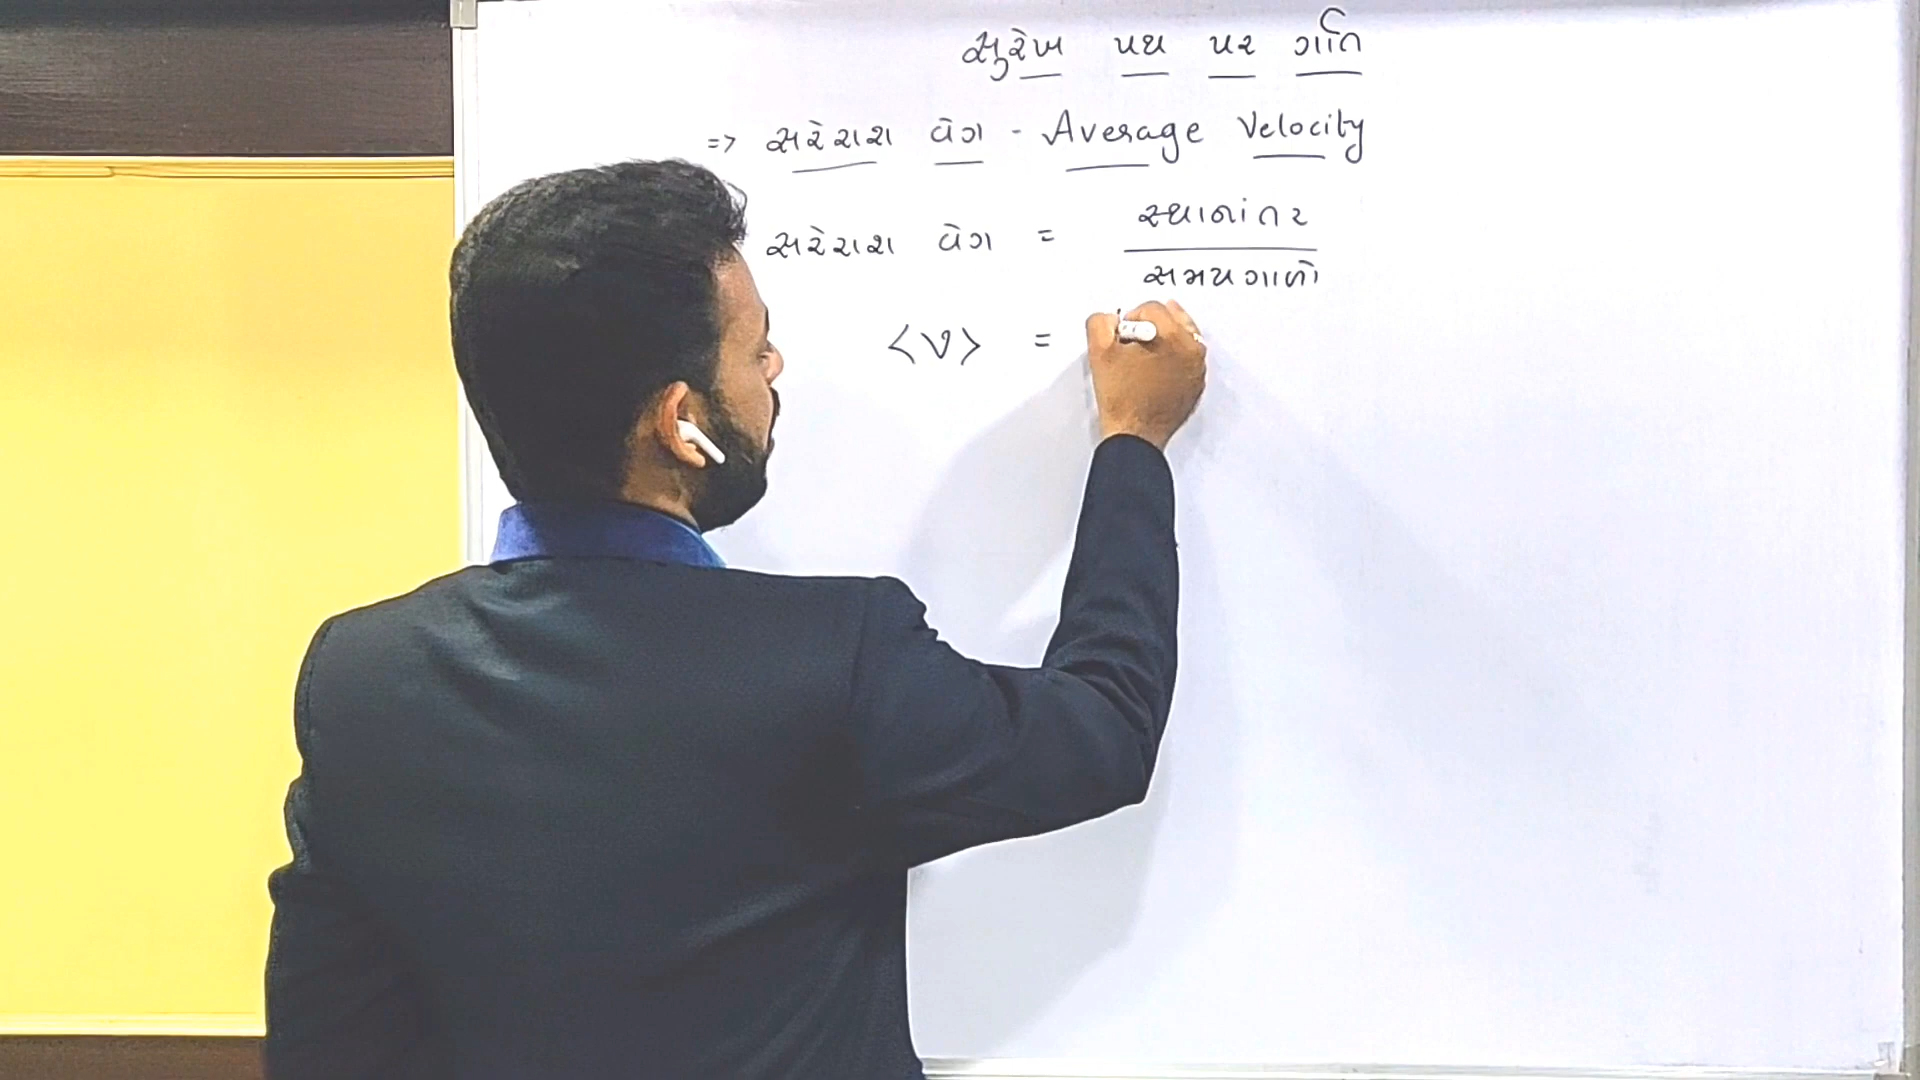 સુરેખ પથ પર ગતિ
=> સરેરાશ વેગ - Average Velocity
સરેરાશ વેગ = સ્થાનાંતર
સમયગાળો
<v> =